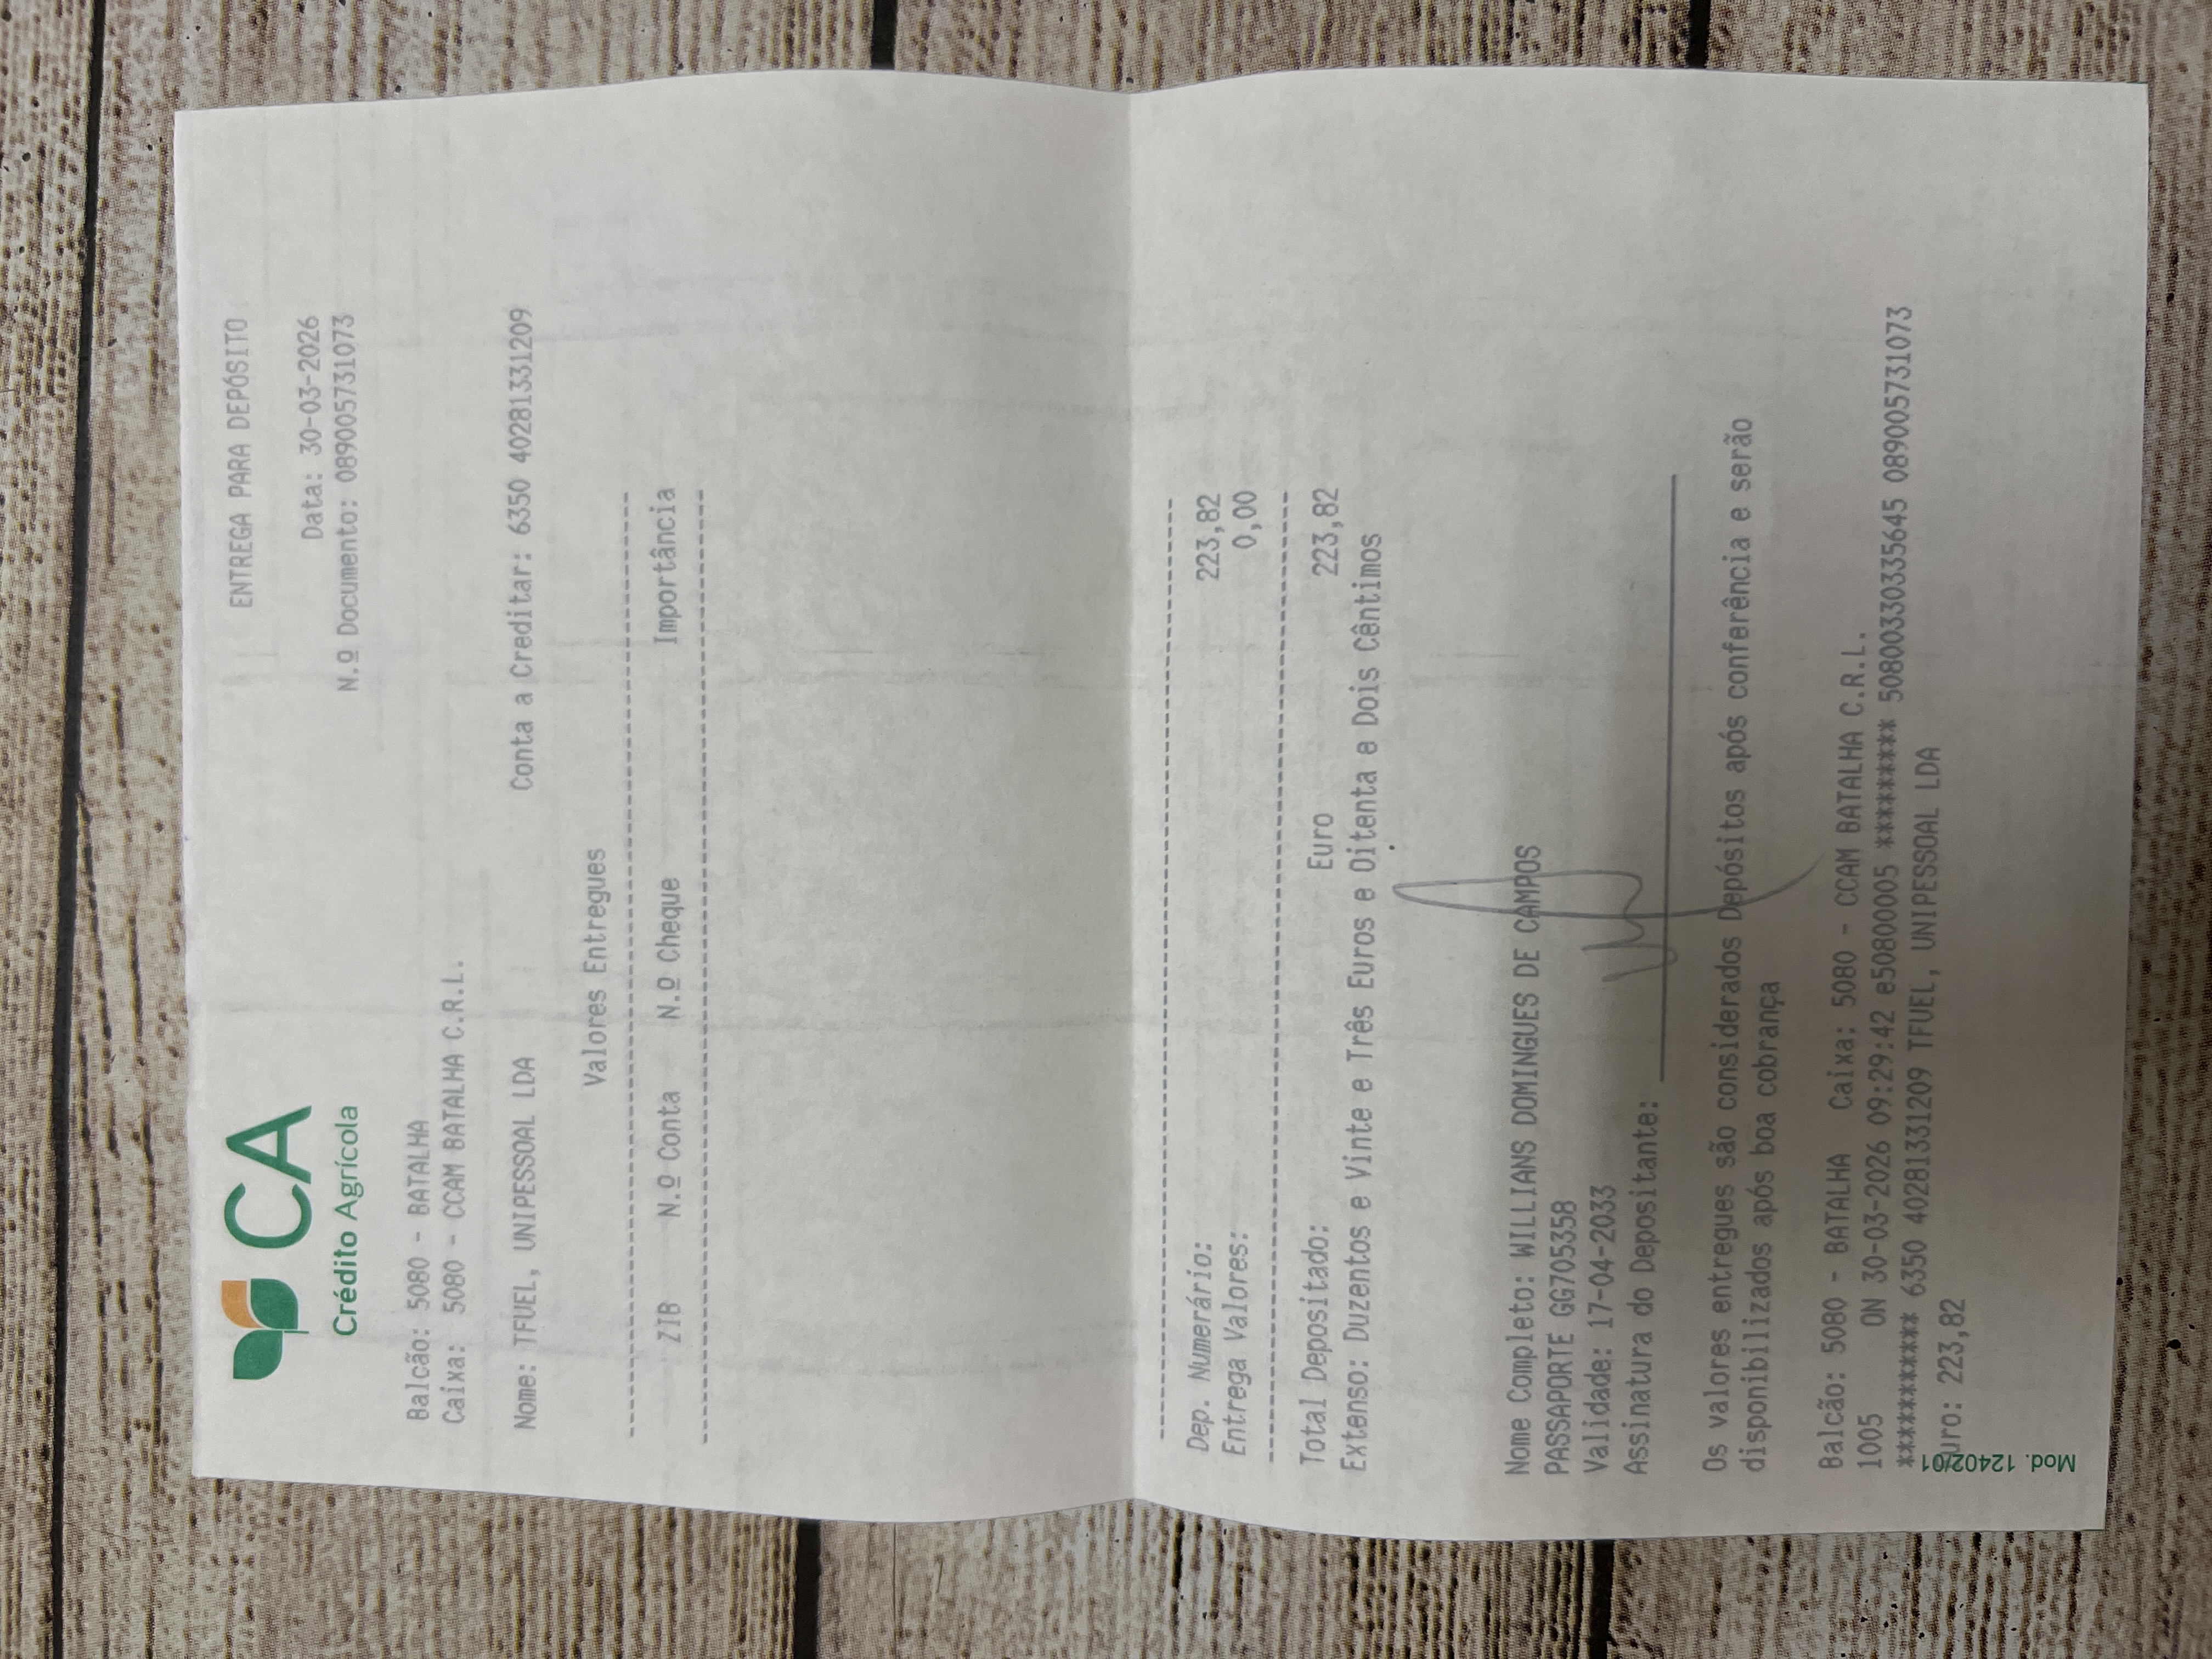 CA
Crédito Agrícola
ENTREGA PARA DEPÓSITO
Data: 30-03-2026
N.º Documento: 089005731073
Balcão: 5080 - BATALHA
Caixa: 5080 - CCAM BATALHA C.R.L.
Nome: TFUEL, UNIPESSOAL LDA Conta a Creditar: 6350 40281331209
Valores Entregues
ZIB N.º Conta N.º Cheque Importância
Dep. Numerário: 223,82
Entrega Valores: 0,00
Total Depositado: Euro 223,82
Extenso: Duzentos e Vinte e Três Euros e Oitenta e Dois Cêntimos
Nome Completo: WILLIANS DOMINGUES DE CAMPOS
PASSAPORTE GG705358
Validade: 17-04-2033
Assinatura do Depositante:
Os valores entregues são considerados Depósitos após conferência e serão
disponibilizados após boa cobrança
Balcão: 5080 - BATALHA Caixa: 5080 - CCAM BATALHA C.R.L.
1005 ON 30-03-2026 09:29:42 e50800005 ********* 508003303335645 089005731073
********** 6350 40281331209 TFUEL, UNIPESSOAL LDA
uro: 223,82
Mod. 12402/01